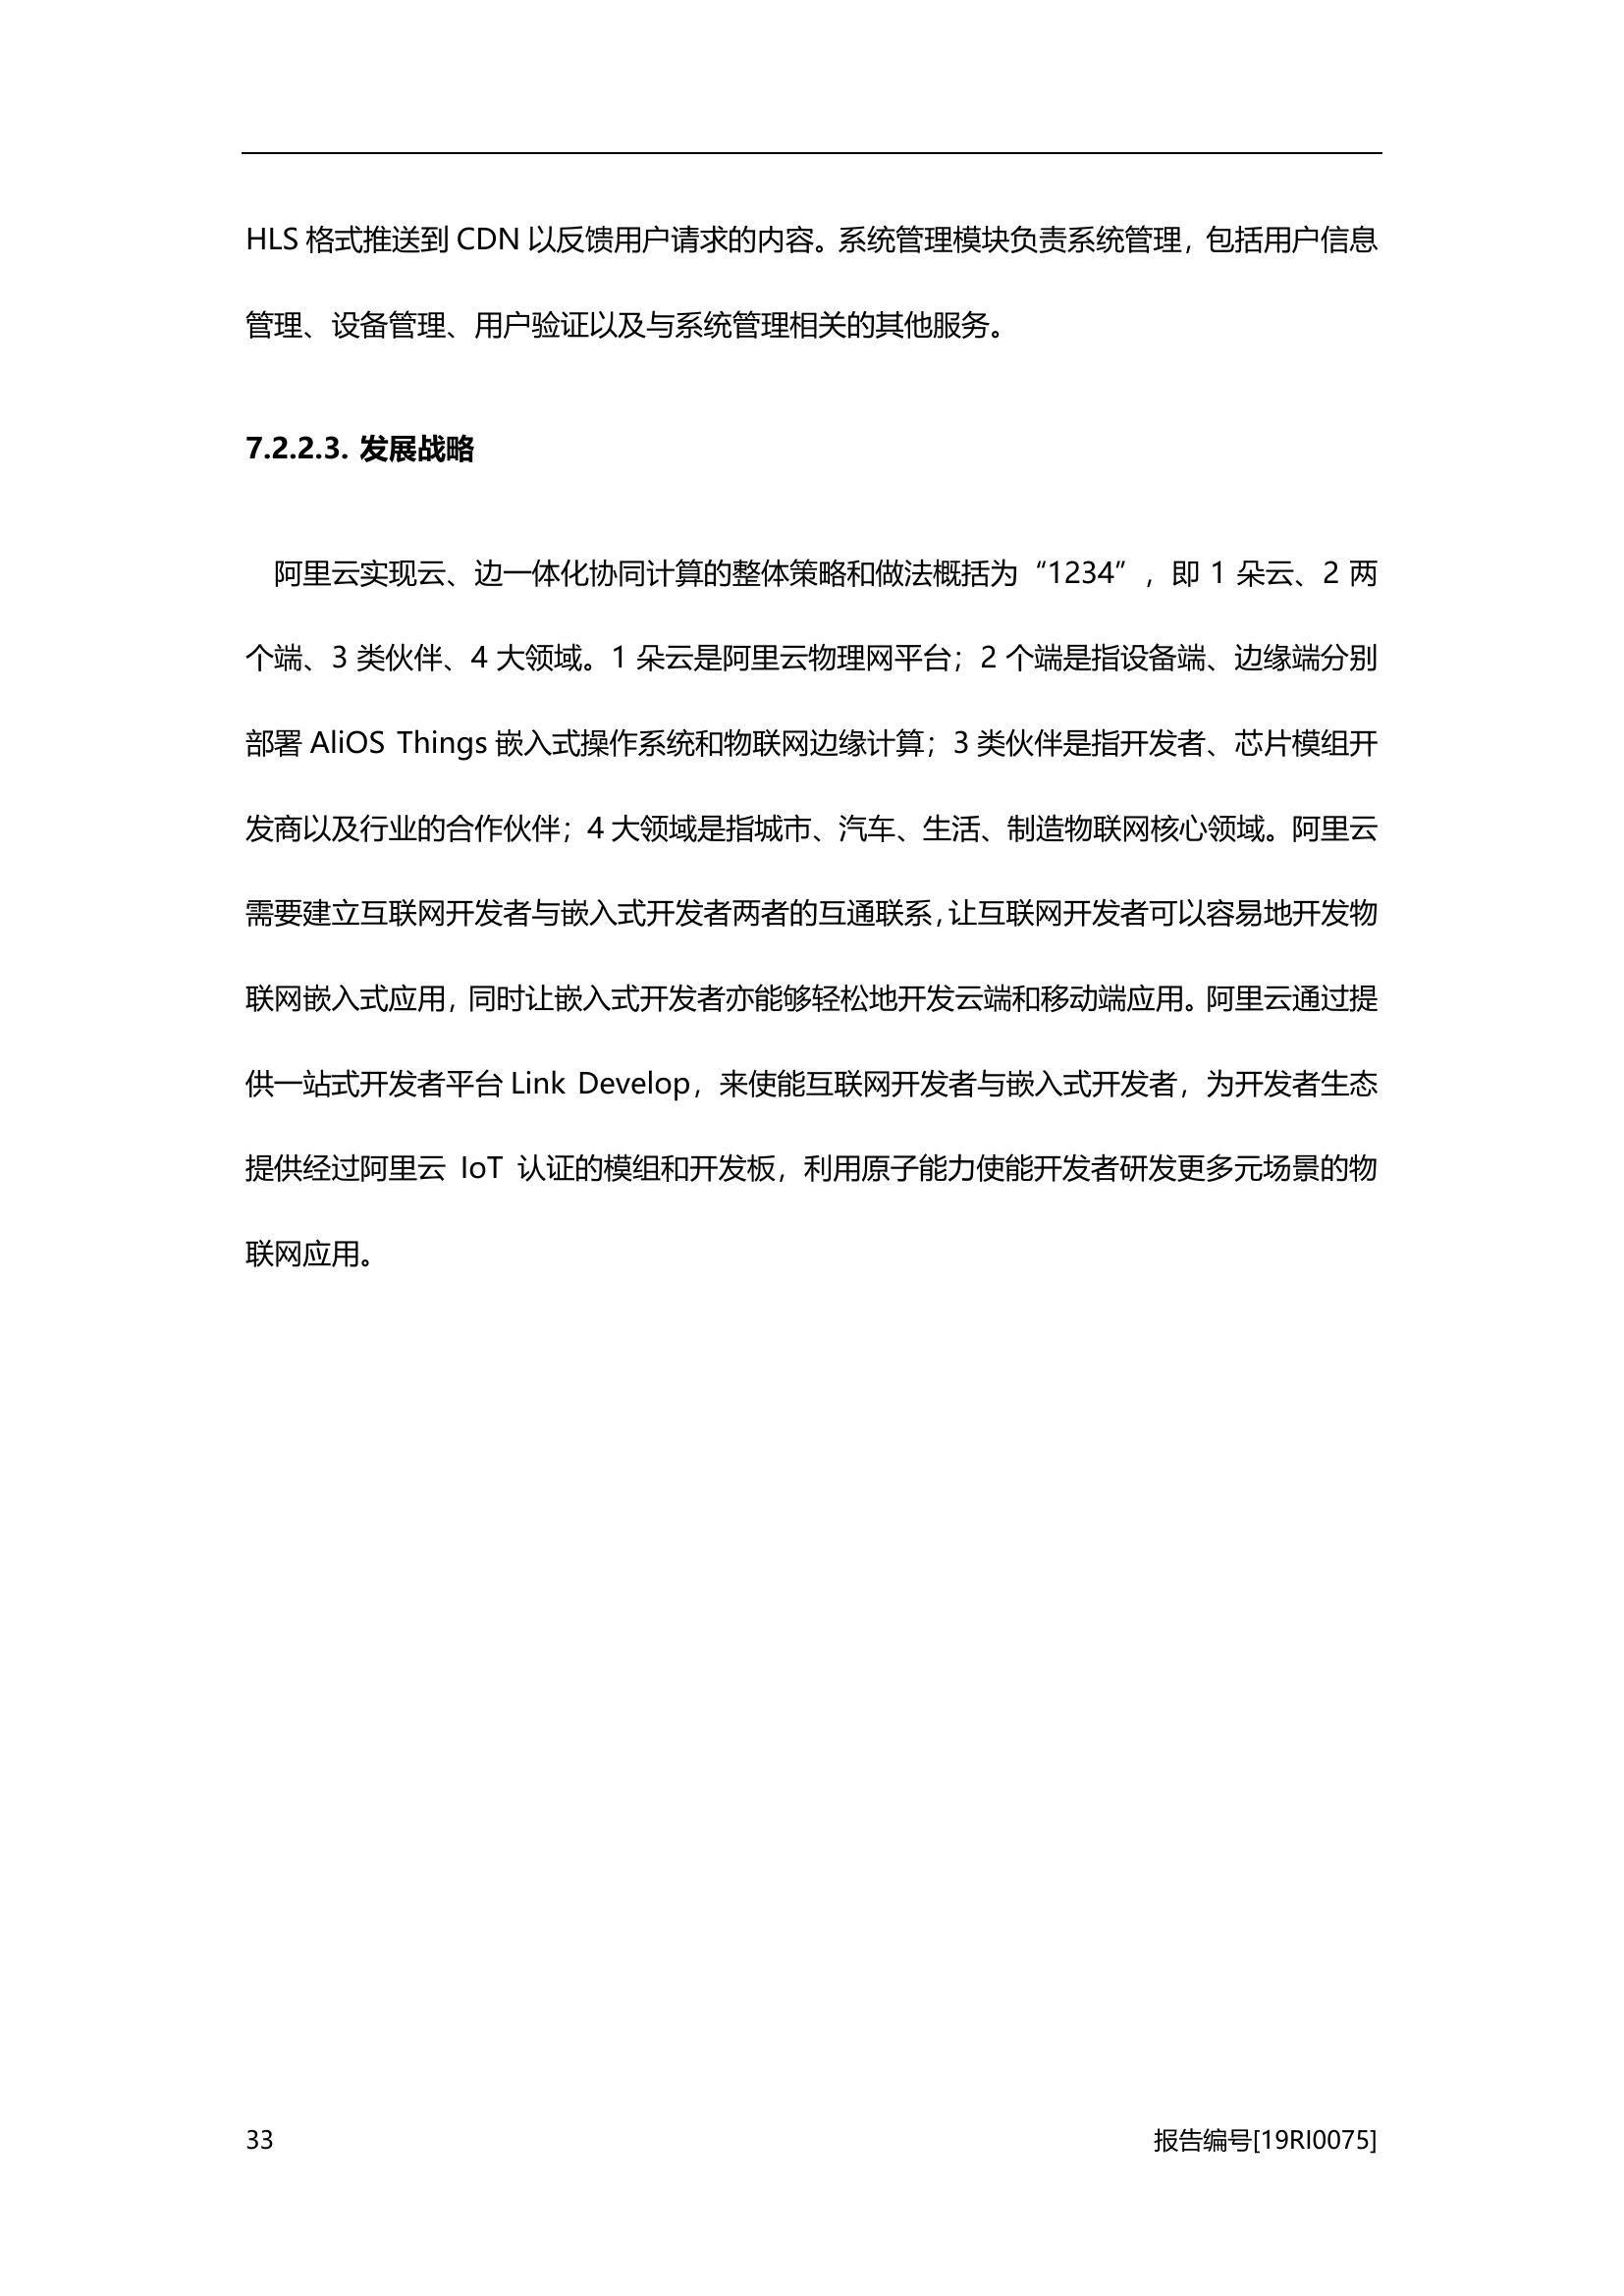 HLS 格式推送到 CDN 以反馈用户请求的内容。系统管理模块负责系统管理，包括用户信息
管理、设备管理、用户验证以及与系统管理相关的其他服务。
7.2.2.3. 发展战略
阿里云实现云、边一体化协同计算的整体策略和做法概括为“1234”，即 1 朵云、2 两
个端、3 类伙伴、4 大领域。1 朵云是阿里云物理网平台；2 个端是指设备端、边缘端分别
部署 AliOS Things 嵌入式操作系统和物联网边缘计算；3 类伙伴是指开发者、芯片模组开
发商以及行业的合作伙伴；4 大领域是指城市、汽车、生活、制造物联网核心领域。阿里云
需要建立互联网开发者与嵌入式开发者两者的互通联系，让互联网开发者可以容易地开发物
联网嵌入式应用，同时让嵌入式开发者亦能够轻松地开发云端和移动端应用。阿里云通过提
供一站式开发者平台 Link Develop，来使能互联网开发者与嵌入式开发者，为开发者生态
提供经过阿里云 IoT 认证的模组和开发板，利用原子能力使能开发者研发更多元场景的物
联网应用。
33 报告编号[19RI0075]